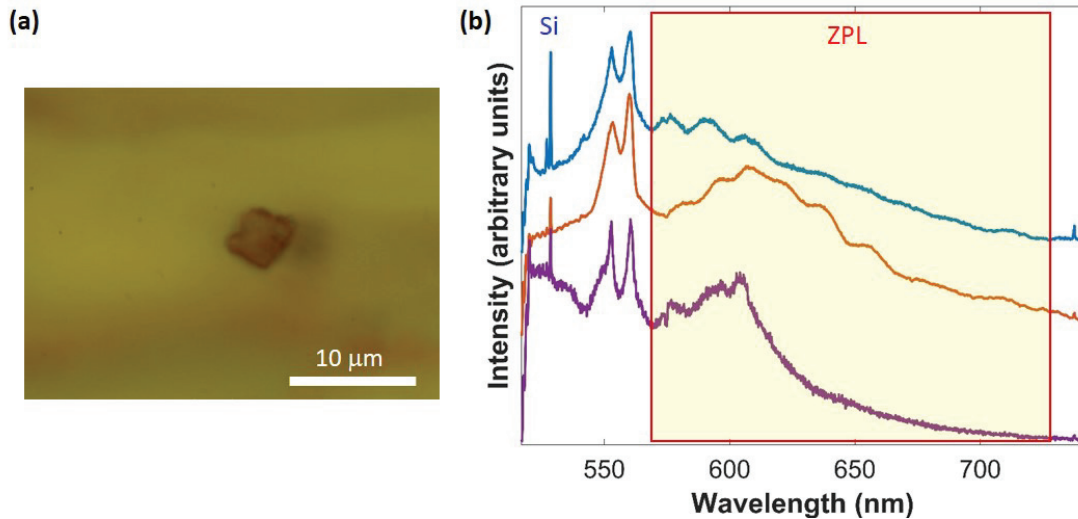 (a)
10 μm
(b)
Si
ZPL
Intensity (arbitrary units)
550
600
650
700
Wavelength (nm)